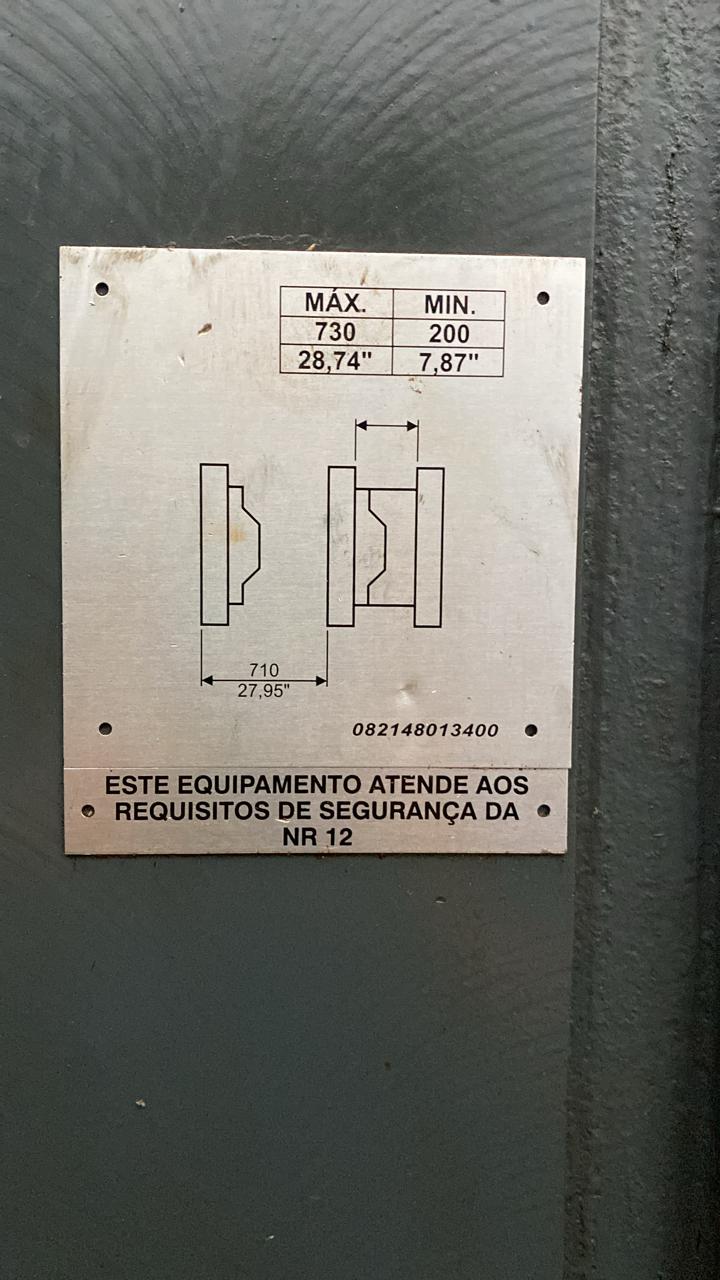 MÁX. MIN.
730 200
28,74" 7,87"
710
27,95"
082148013400
ESTE EQUIPAMENTO ATENDE AOS
REQUISITOS DE SEGURANÇA DA
NR 12